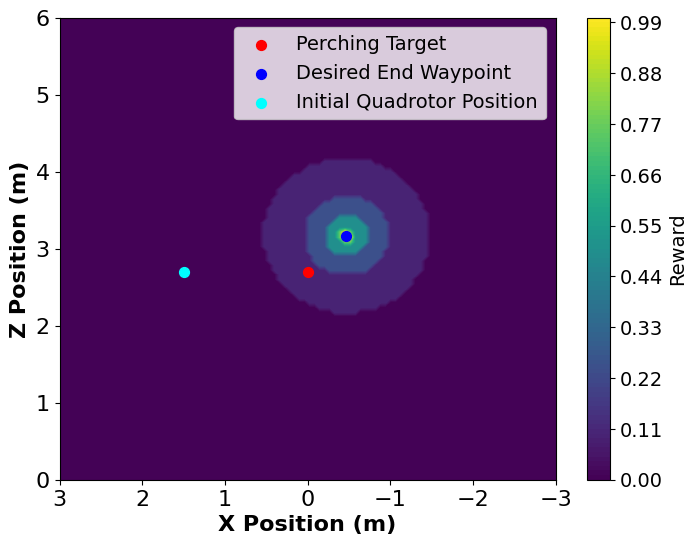 Perching Target
Desired End Waypoint
Initial Quadrotor Position
6
5
4
3
2
1
0
Z Position (m)
3 2 1 0 −1 −2 −3
X Position (m)
0.99
0.88
0.77
0.66
0.55
0.44
0.33
0.22
0.11
0.00
Reward